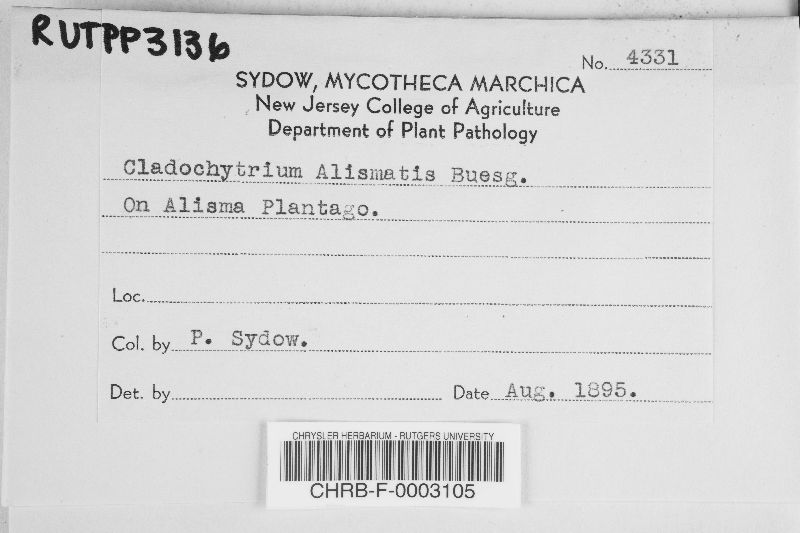 RUTPP3136
No. 4331
SYDOW, MYCOTHECA MARCHICA
New Jersey College of Agriculture
Department of Plant Pathology
Cladochytrium Alismatis Buesg.
On Alisma Plantago.
Loc.
Col. by P. Sydow.
Det. by Date Aug. 1895.
CHRYSLER HERBARIUM - RUTGERS UNIVERSITY
CHRB-F-0003105